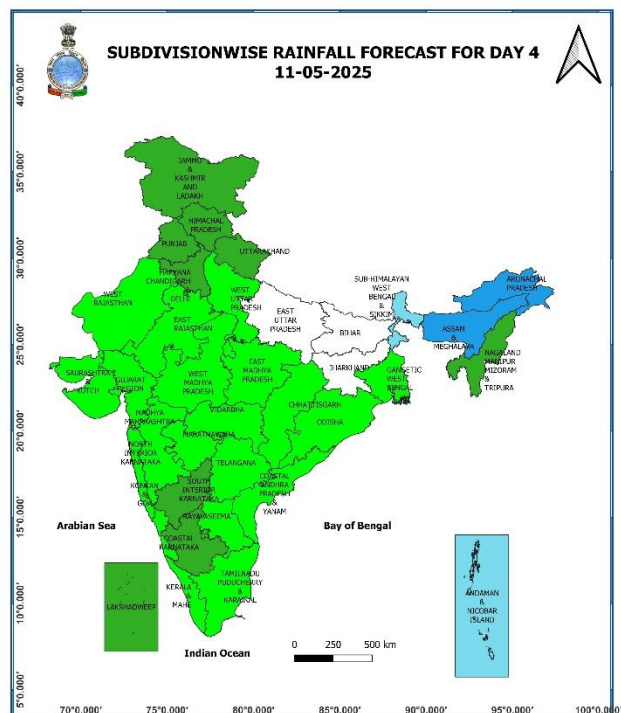 SUBDIVISIONWISE RAINFALL FORECAST FOR DAY 4
11-05-2025
40°0.000'
35°0.000'
30°0.000'
25°0.000'
20°0.000'
15°0.000'
10°0.000'
5°0.000'
JAMMU
&
KASHMIR
AND
LADAKH
HIMACHAL
PRADESH
PUNJAB
UTTARAKHAND
HARYANA
CHANDIGARH
&
DELHI
WEST
RAJASTHAN
WEST
UTTAR
PRADESH
EAST
UTTAR
PRADESH
EAST
RAJASTHAN
SUB-HIMALAYAN
WEST
BENGAL
&
SIKKIM
ARUNACHAL
PRADESH
BIHAR
ASSAM
&
MEGHALAYA
NAGALAND
MANIPUR
MIZORAM
&
TRIPURA
SAURASHTRA
&
KUTCH
GUJARAT
REGION
WEST
MADHYA
PRADESH
EAST
MADHYA
PRADESH
JHARKHAND
GANGETIC
WEST
BENGAL
CHHATTISGARH
ODISHA
VIDARBHA
MADHYA
MAHARASHTRA
MARATHAWADA
NORTH
INTERIOR
KARNATAKA
TELANGANA
KONKAN
&
GOA
SOUTH
INTERIOR
KARNATAKA
COASTAL
ANDHRA
PRADESH
&
YANAM
RAYALASEEMA
COASTAL
KARNATAKA
Arabian Sea
Bay of Bengal
LAKSHADWEEP
KERALA
&
MAHE
TAMILNADU
PUDUCHERRY
&
KARAIKAL
ANDAMAN
&
NICOBAR
ISLAND
Indian Ocean
0 250 500 km
70°0.000' 75°0.000' 80°0.000' 85°0.000' 90°0.000' 95°0.000' 100°0.000'